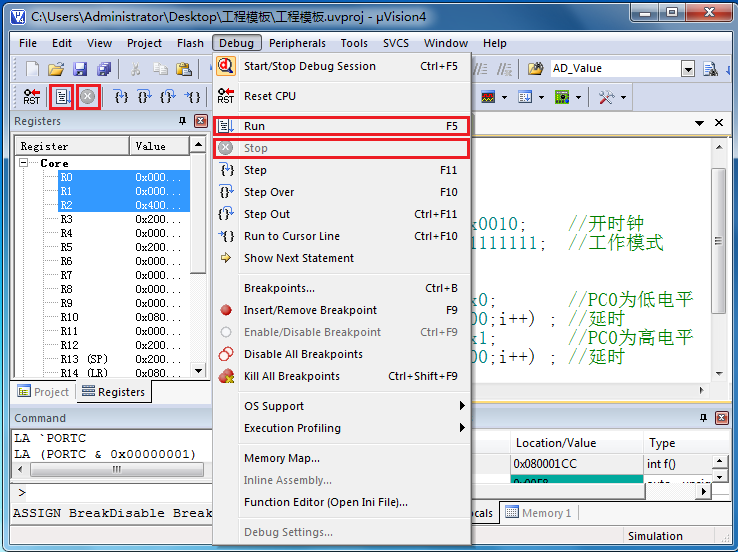 C:\Users\Administrator\Desktop\工程模板\工程模板.uvproj - µVision4
File Edit View Project Flash Debug Peripherals Tools SVCS Window Help
AD_Value
RST
Registers
Register Value
Core
R0 0x000...
R1 0x000...
R2 0x400...
R3 0x200...
R4 0x000...
R5 0x200...
R6 0x000...
R7 0x000...
R8 0x000...
R9 0x000...
R10 0x080...
R11 0x000...
R12 0x200...
R13 (SP) 0x200...
R14 (LR) 0x080...
Project Registers
Start/Stop Debug Session Ctrl+F5
RST Reset CPU
Run F5
Stop
Step F11
Step Over F10
Step Out Ctrl+F11
Run to Cursor Line Ctrl+F10
Show Next Statement
Breakpoints... Ctrl+B
Insert/Remove Breakpoint F9
Enable/Disable Breakpoint Ctrl+F9
Disable All Breakpoints
Kill All Breakpoints Ctrl+Shift+F9
OS Support
Execution Profiling
Memory Map...
Inline Assembly...
Function Editor (Open Ini File)...
Debug Settings...
x0010; //开时钟
1111111; //工作模式
x0; //PC0为低电平
00;i++) ; //延时
x1; //PC0为高电平
00;i++) ; //延时
Command
LA `PORTC
LA (PORTC & 0x00000001)
>
ASSIGN BreakDisable Break
Location/Value Type
0x080001CC int f()
ocals Memory 1
Simulation